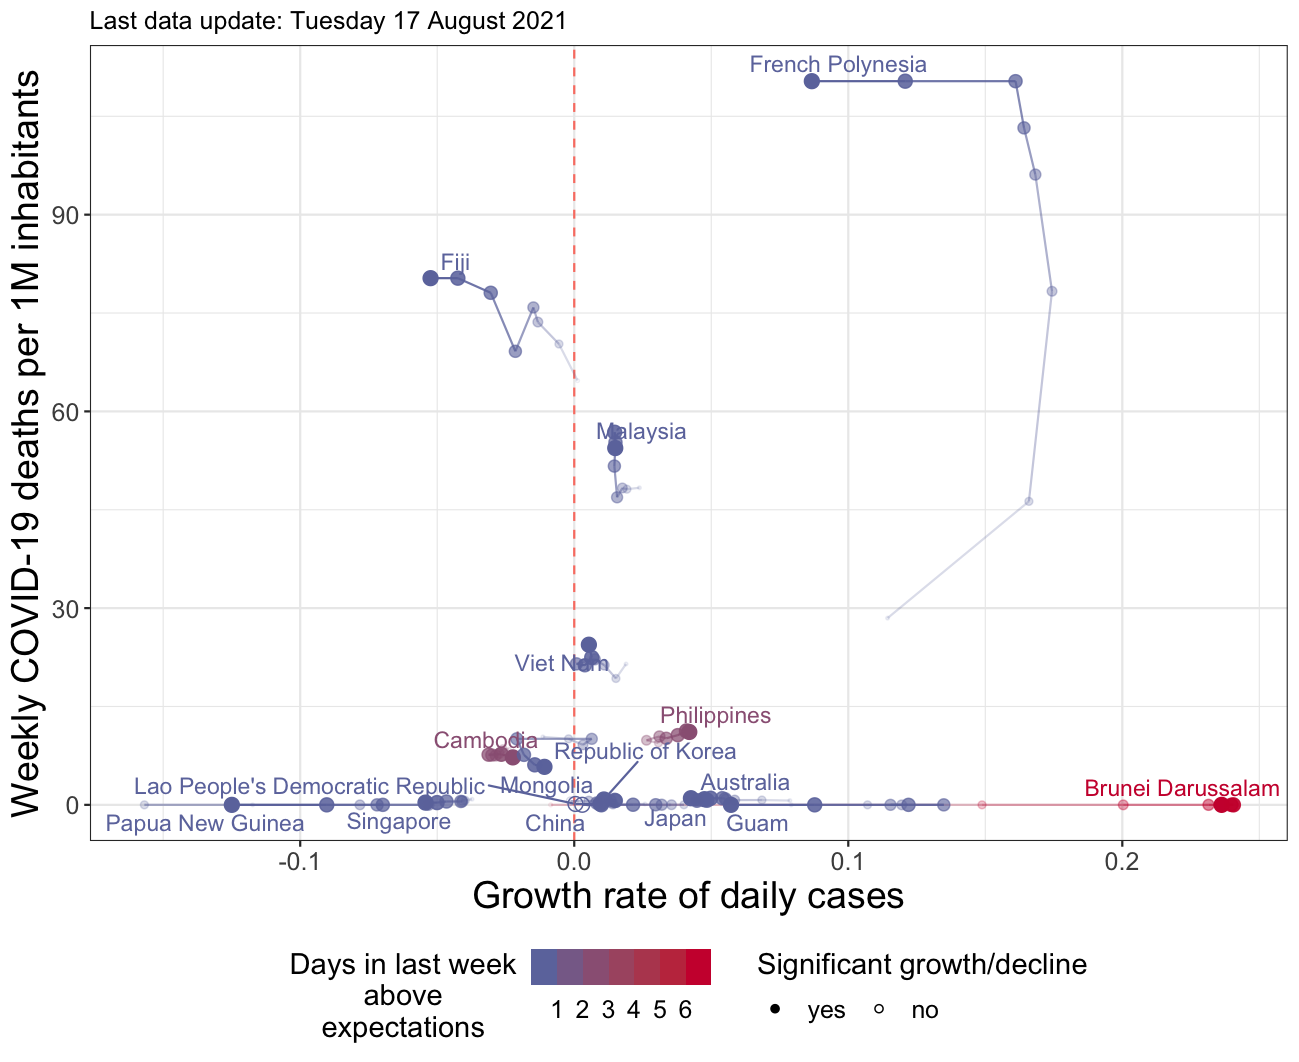 Last data update: Tuesday 17 August 2021
Weekly COVID-19 deaths per 1M inhabitants
90
60
30
0
French Polynesia
Fiji
Malaysia
Viet Nam
Philippines
Cambodia
Republic of Korea
Lao People's Democratic Republic
Mongolia
Australia
Brunei Darussalam
Papua New Guinea
Singapore
China
Japan
Guam
-0.1
0.0
0.1
0.2
Growth rate of daily cases
Days in last week
above
expectations
1 2 3 4 5 6
Significant growth/decline
yes no